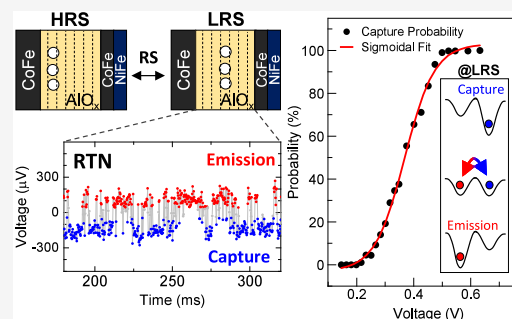 HRS
LRS
RS
CoFe
AlOx
CoFe
NiFe
CoFe
AlOx
CoFe
NiFe
RTN
Emission
Capture
Voltage (µV)
300
0
-300
200
250
300
Time (ms)
Capture Probability
Sigmoidal Fit
@LRS
Capture
Emission
Probability (%)
100
80
60
40
20
0
0.2
0.4
0.6
Voltage (V)